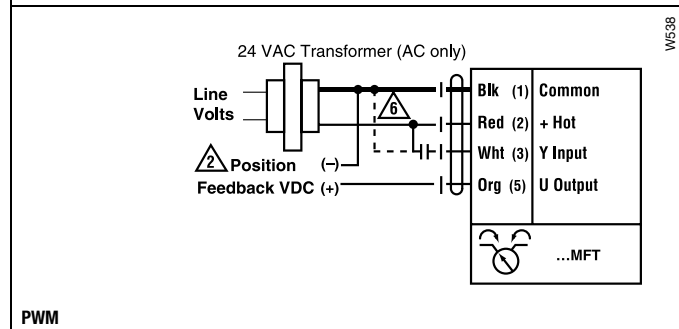 W538
24 VAC Transformer (AC only)
Line
Volts
6
2 Position (–)
Feedback VDC (+)
Blk (1) Common
Red (2) + Hot
Wht (3) Y Input
Org (5) U Output
...MFT
PWM